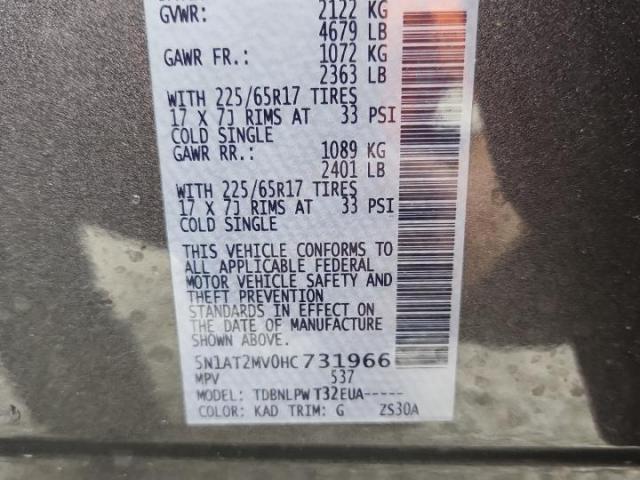 GVWR: 2122 KG
4679 LB
GAWR FR.: 1072 KG
2363 LB
WITH 225/65R17 TIRES
17 X 7J RIMS AT 33 PSI
COLD SINGLE
GAWR RR.: 1089 KG
2401 LB
WITH 225/65R17 TIRES
17 X 7J RIMS AT 33 PSI
COLD SINGLE
THIS VEHICLE CONFORMS TO
ALL APPLICABLE FEDERAL
MOTOR VEHICLE SAFETY AND
THEFT PREVENTION
STANDARDS IN EFFECT ON
THE DATE OF MANUFACTURE
SHOWN ABOVE.
5N1AT2MV0HC731966
MPV 537
MODEL: TDBNLPW T32EUA-----
COLOR: KAD TRIM: G ZS30A